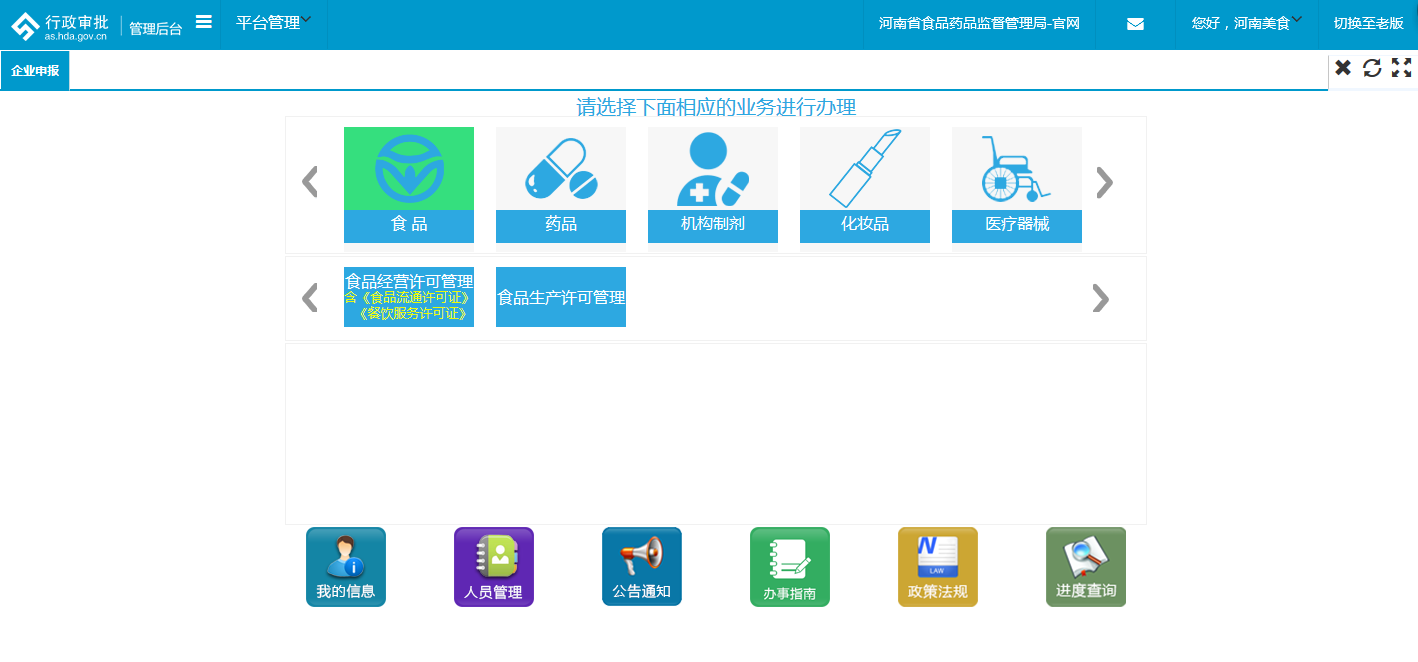 行政审批
as.hda.gov.cn
管理后台
平台管理
河南省食品药品监督管理局-官网
您好，河南美食
切换至老版
企业申报
请选择下面相应的业务进行办理
食 品
药品
机构制剂
化妆品
医疗器械
食品经营许可管理
含《食品流通许可证》
《餐饮服务许可证》
食品生产许可管理
N
LAW
我的信息
人员管理
公告通知
办事指南
政策法规
进度查询